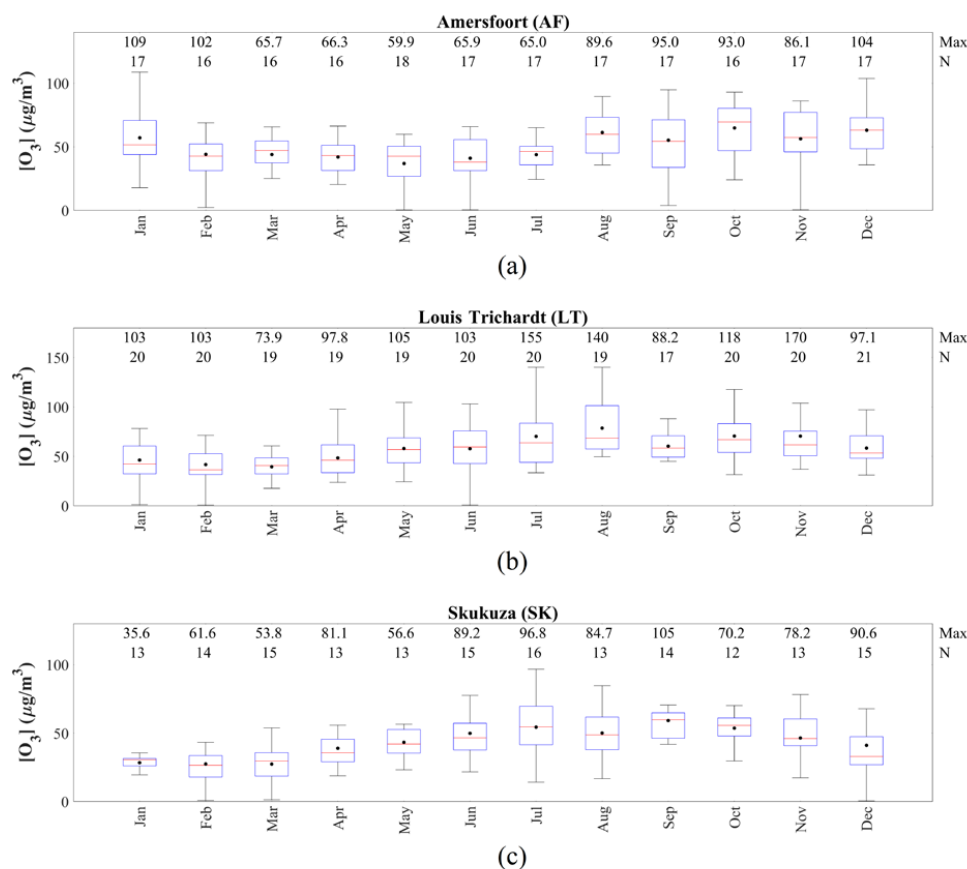 Amersfoort (AF)
109 102 65.7 66.3 59.9 65.9 65.0 89.6 95.0 93.0 86.1 104 Max
17 16 16 16 18 17 17 17 17 16 17 17 N
[O3] (μg/m3)
100
50
0
Jan Feb Mar Apr May Jun Jul Aug Sep Oct Nov Dec
(a)
Louis Trichardt (LT)
103 103 73.9 97.8 105 103 155 140 88.2 118 170 97.1 Max
20 20 19 19 19 20 20 19 17 20 20 21 N
[O3] (μg/m3)
150
100
50
0
Jan Feb Mar Apr May Jun Jul Aug Sep Oct Nov Dec
(b)
Skukuza (SK)
35.6 61.6 53.8 81.1 56.6 89.2 96.8 84.7 105 70.2 78.2 90.6 Max
13 14 15 13 13 15 16 13 14 12 13 15 N
[O3] (μg/m3)
100
50
0
Jan Feb Mar Apr May Jun Jul Aug Sep Oct Nov Dec
(c)